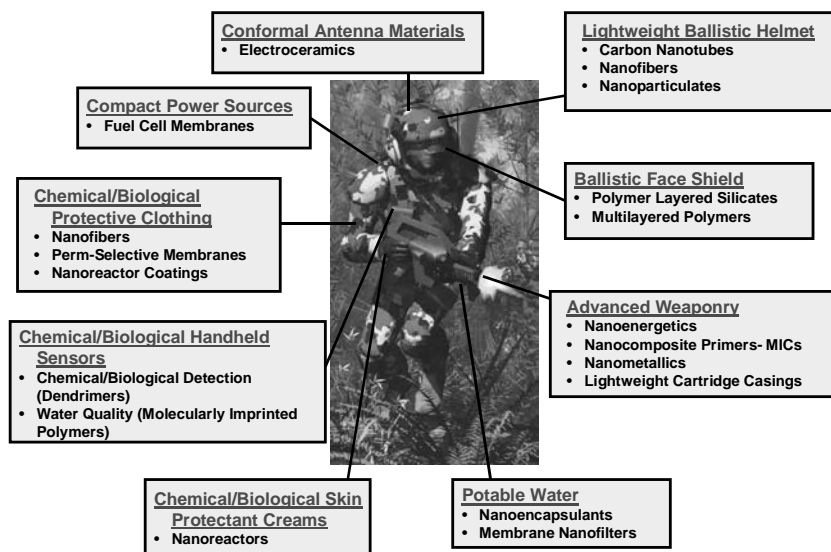 Conformal Antenna Materials
• Electroceramics
Lightweight Ballistic Helmet
• Carbon Nanotubes
• Nanofibers
• Nanoparticulates
Compact Power Sources
• Fuel Cell Membranes
Ballistic Face Shield
• Polymer Layered Silicates
• Multilayered Polymers
Chemical/Biological
Protective Clothing
• Nanofibers
• Perm-Selective Membranes
• Nanoreactor Coatings
Advanced Weaponry
• Nanoenergetics
• Nanocomposite Primers- MICs
• Nanometallics
• Lightweight Cartridge Casings
Chemical/Biological Handheld
Sensors
• Chemical/Biological Detection
(Dendrimers)
• Water Quality (Molecularly Imprinted
Polymers)
Chemical/Biological Skin
Protectant Creams
• Nanoreactors
Potable Water
• Nanoencapsulants
• Membrane Nanofilters